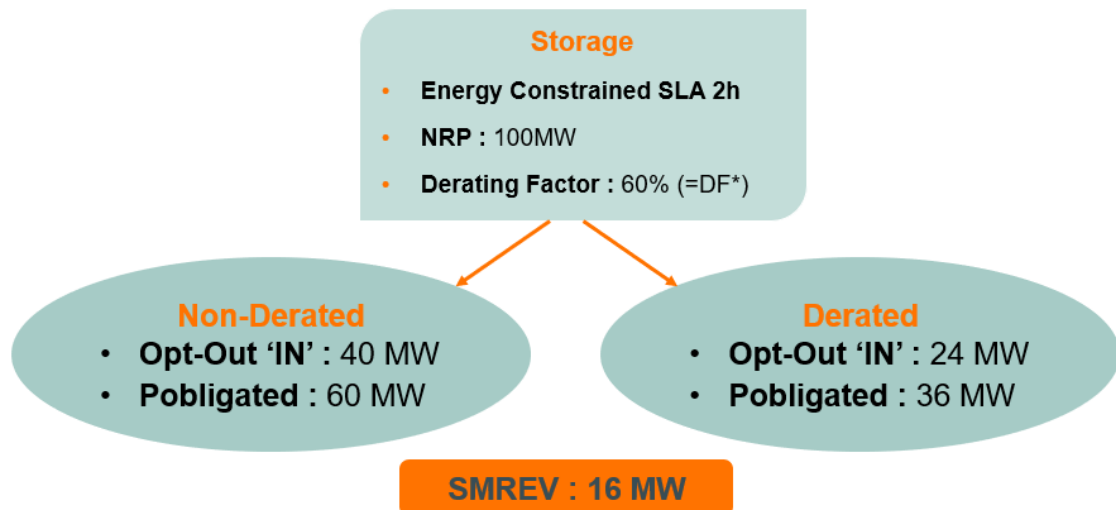 Storage
• Energy Constrained SLA 2h
• NRP : 100MW
• Derating Factor : 60% (=DF*)
Non-Derated
• Opt-Out ‘IN’ : 40 MW
• Pobligated : 60 MW
Derated
• Opt-Out ‘IN’ : 24 MW
• Pobligated : 36 MW
SMREV : 16 MW